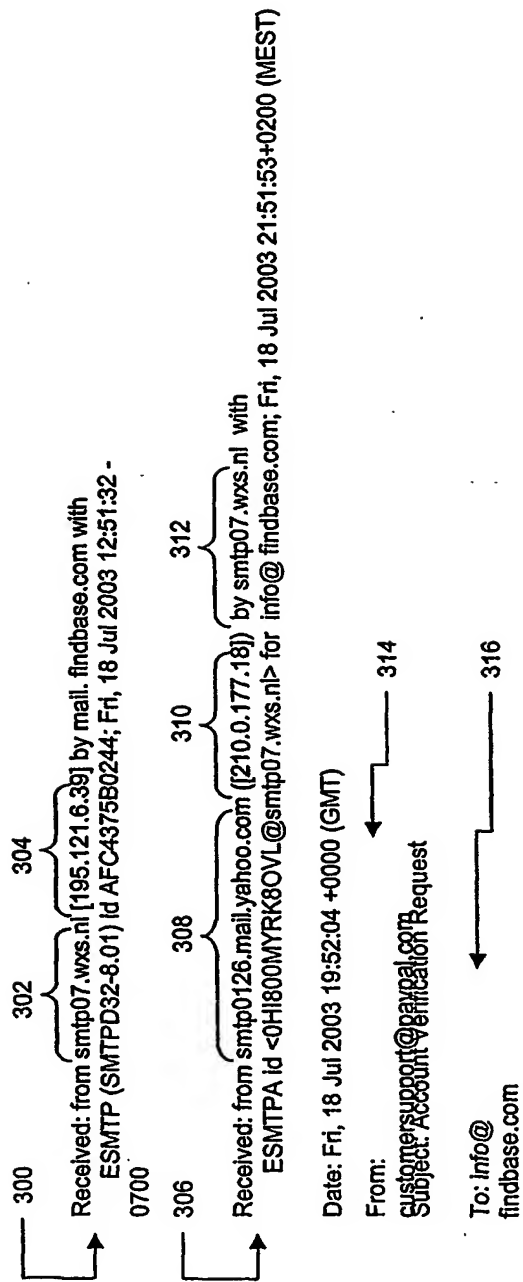 300
302
304
Received: from smtp07.wxs.nl [195.121.6.39] by mail. findbase.com with
ESMTP (SMTPD32-8.01) id AFC4375B0244; Fri, 18 Jul 2003 12:51:32 -
0700
306
308
310
312
Received: from smtp0126.mail.yahoo.com ([210.0.177.18]) by smtp07.wxs.nl with
ESMTPA id <0HI800MYRK8OVL@smtp07.wxs.nl> for info@ findbase.com; Fri, 18 Jul 2003 21:51:53+0200 (MEST)
Date: Fri, 18 Jul 2003 19:52:04 +0000 (GMT)
From:
314
customersupport@paypal.com
Subject: Account Verification Request
316
To: Info@
findbase.com